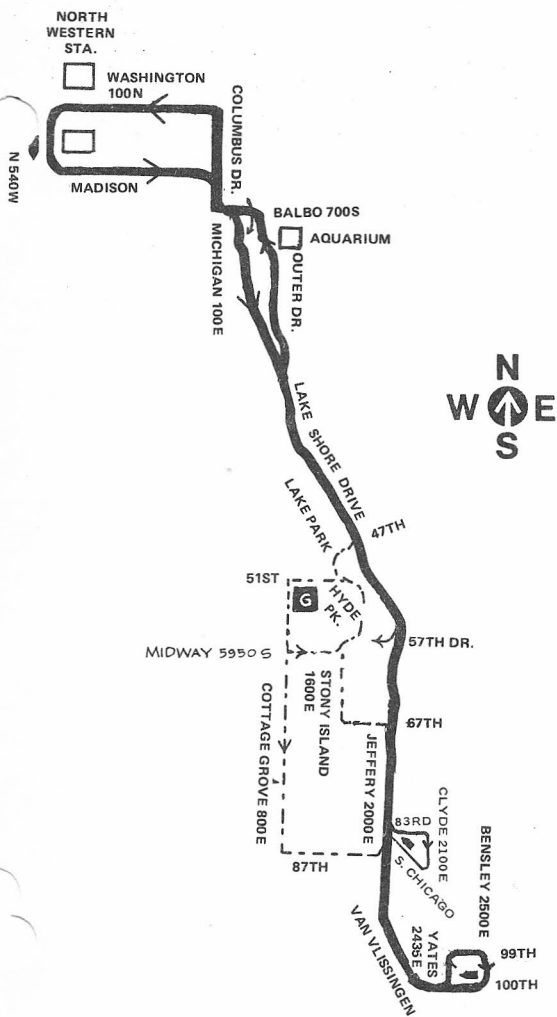 NORTH
WESTERN
STA.
WASHINGTON
100N
COLUMBUS DR.
N 540W
MADISON
BALBO 700S
AQUARIUM
MICHIGAN 100E
OUTER DR.
N
W E
S
LAKE SHORE DRIVE
LAKE PARK
47TH
51ST
G
HYDE
PK.
57TH DR.
MIDWAY 5950 S
STONY ISLAND
1600E
67TH
COTTAGE GROVE 800E
JEFFERY 2000E
83RD
CLYDE 2100E
87TH
S. CHICAGO
BENSLEY 2500E
YATES
2435E
VAN VLISSINGEN
99TH
100TH